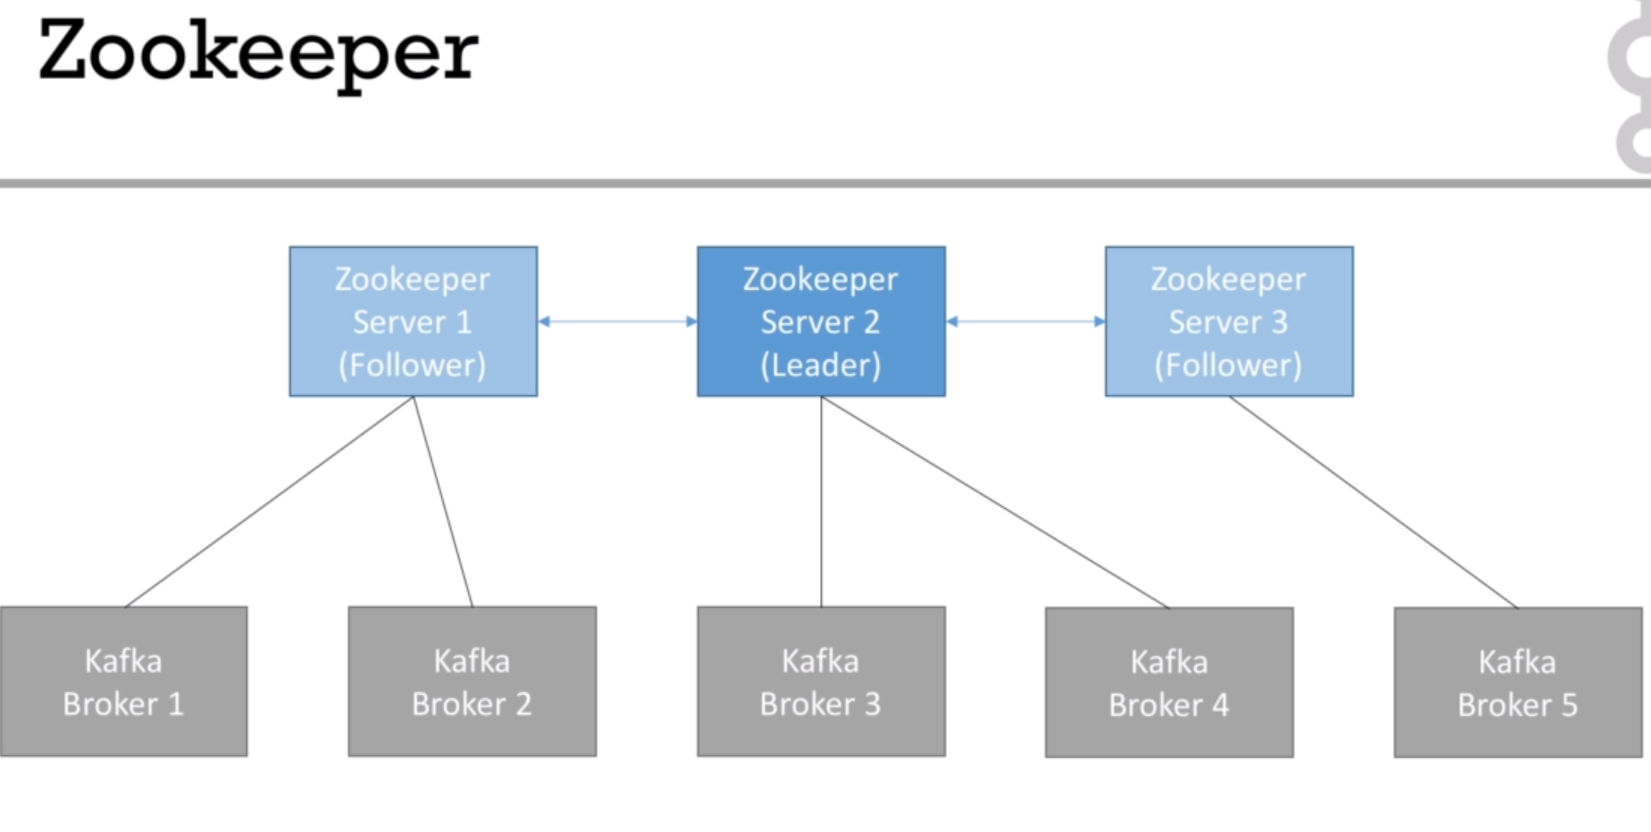 Zookeeper
Zookeeper
Server 1
(Follower)
Zookeeper
Server 2
(Leader)
Zookeeper
Server 3
(Follower)
Kafka
Broker 1
Kafka
Broker 2
Kafka
Broker 3
Kafka
Broker 4
Kafka
Broker 5